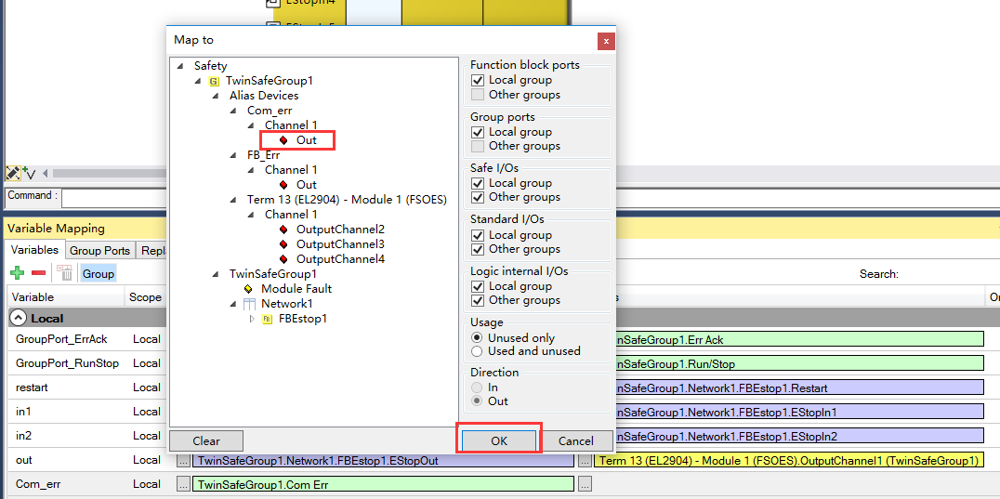 EStopIn4
Map to
x
Safety
TwinSafeGroup1
Alias Devices
Com_err
Channel 1
Out
FB_Err
Channel 1
Out
Term 13 (EL2904) - Module 1 (FSOES)
Channel 1
OutputChannel2
OutputChannel3
OutputChannel4
TwinSafeGroup1
Module Fault
Network1
FBEstop1
Function block ports
Local group
Other groups
Group ports
Local group
Other groups
Safe I/Os
Local group
Other groups
Standard I/Os
Local group
Other groups
Logic internal I/Os
Local group
Other groups
Usage
Unused only
Used and unused
Direction
In
Out
Clear
OK
Cancel
Command :
Variable Mapping
Variables Group Ports Repl
Group Search:
Variable Scope
Local
GroupPort_ErrAck Local nSafeGroup1.Err Ack
GroupPort_RunStop Local nSafeGroup1.Run/Stop
restart Local nSafeGroup1.Network1.FBEstop1.Restart
in1 Local nSafeGroup1.Network1.FBEstop1.EStopIn1
in2 Local nSafeGroup1.Network1.FBEstop1.EStopIn2
out Local ... TwinSafeGroup1.Network1.FBEstop1.EStopOut ... Term 13 (EL2904) - Module 1 (FSOES).OutputChannel1 (TwinSafeGroup1)
Com_err Local ... TwinSafeGroup1.Com Err ...